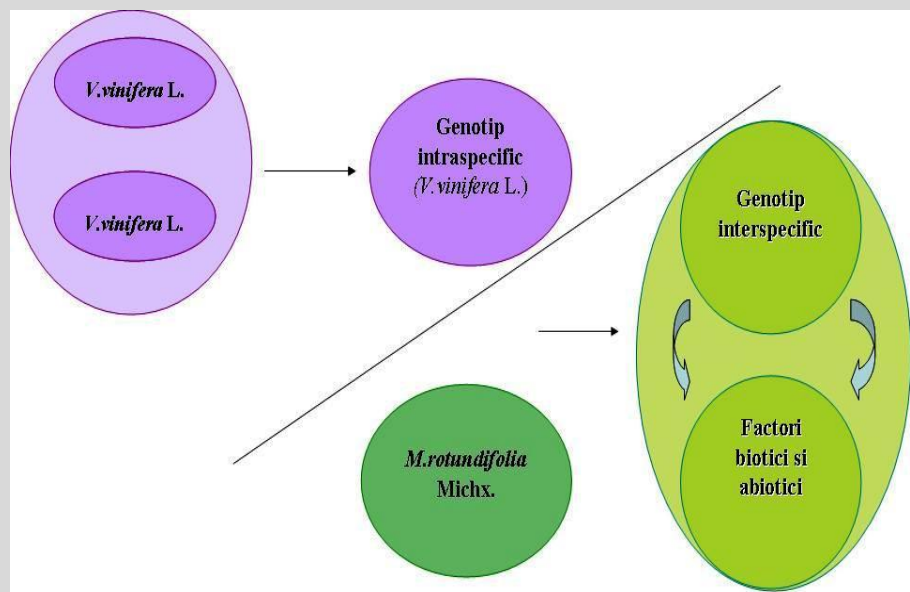 V.vinifera L.
V.vinifera L.
Genotip
intraspecific
(V.vinifera L.)
Genotip
interspecific
M.rotundifolia
Michx.
Factori
biotici si
abiotici